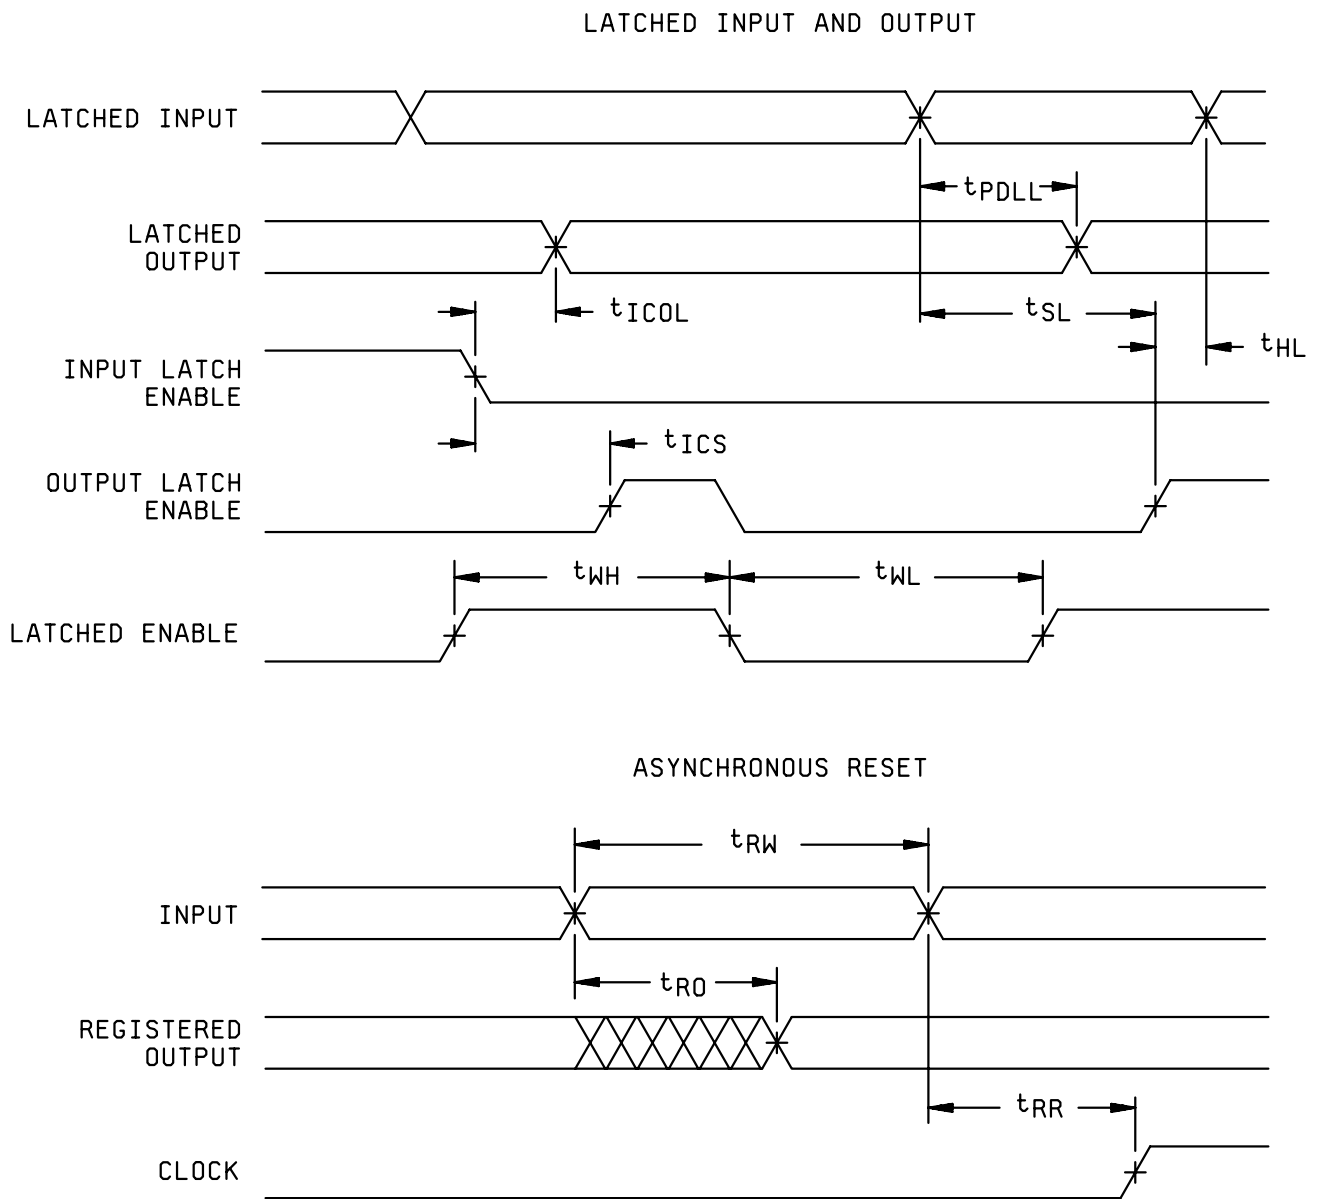 LATCHED INPUT AND OUTPUT
LATCHED INPUT
tPDLL
LATCHED
OUTPUT
tICOL
tSL
tHL
INPUT LATCH
ENABLE
tICS
OUTPUT LATCH
ENABLE
tWH
tWL
LATCHED ENABLE
ASYNCHRONOUS RESET
tRW
INPUT
tRO
REGISTERED
OUTPUT
tRR
CLOCK